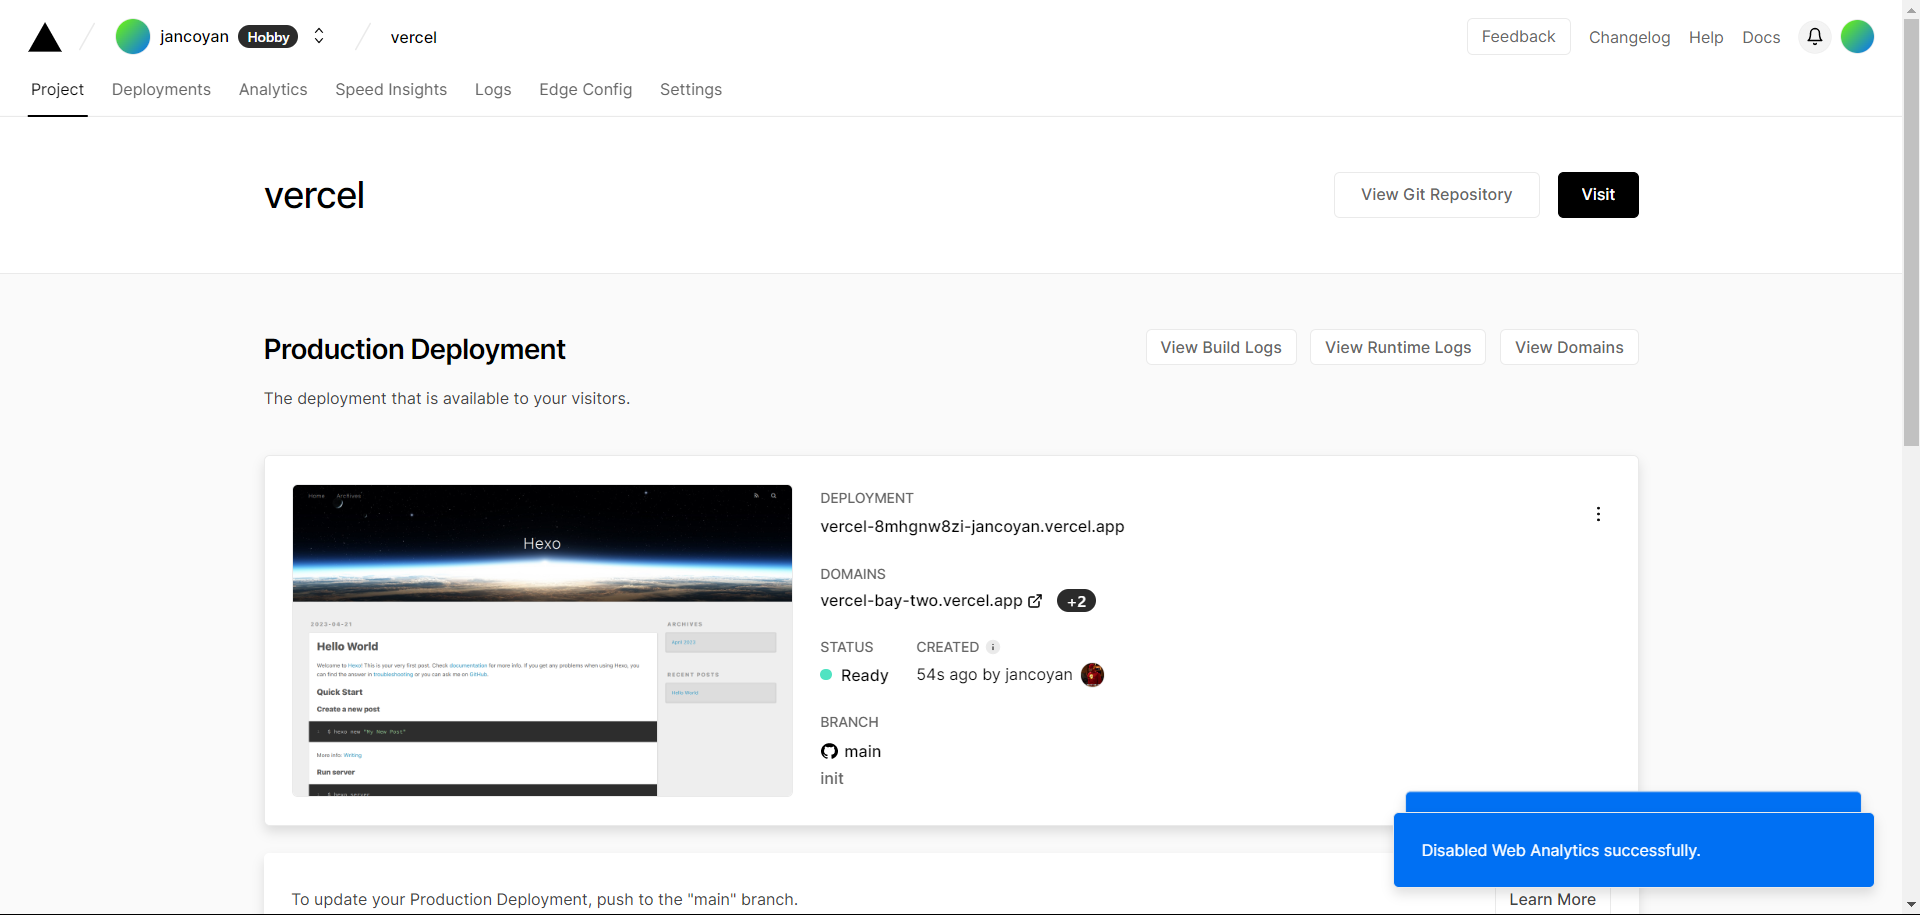 jancoyan Hobby vercel Feedback Changelog Help Docs
Project Deployments Analytics Speed Insights Logs Edge Config Settings
vercel
View Git Repository Visit
Production Deployment
View Build Logs View Runtime Logs View Domains
The deployment that is available to your visitors.
Home Archives
Hexo
2023-04-21
Hello World
Welcome to Hexo! This is your very first post. Check documentation for more info. If you get any problems when using Hexo, you
can find the answer in troubleshooting or you can ask me on GitHub.
Quick Start
Create a new post
$ hexo new "My New Post"
More info: Writing
Run server
$ hexo server
ARCHIVES
April 2023
RECENT POSTS
Hello World
DEPLOYMENT
vercel-8mhgnw8zi-jancoyan.vercel.app
DOMAINS
vercel-bay-two.vercel.app +2
STATUS CREATED
Ready 54s ago by jancoyan
BRANCH
main
init
Disabled Web Analytics successfully.
To update your Production Deployment, push to the "main" branch.
Learn More